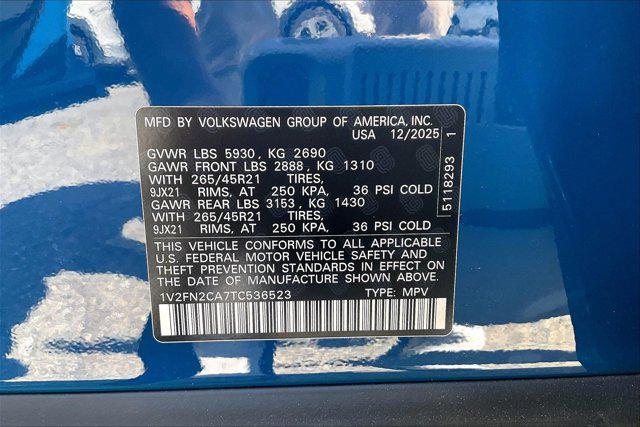 MFD BY VOLKSWAGEN GROUP OF AMERICA, INC.
USA 12/2025
GVWR LBS 5930, KG 2690
GAWR FRONT LBS 2888, KG 1310
WITH 265/45R21 TIRES,
9JX21 RIMS, AT 250 KPA, 36 PSI COLD
GAWR REAR LBS 3153, KG 1430
WITH 265/45R21 TIRES,
9JX21 RIMS, AT 250 KPA, 36 PSI COLD
THIS VEHICLE CONFORMS TO ALL APPLICABLE
U.S. FEDERAL MOTOR VEHICLE SAFETY AND
THEFT PREVENTION STANDARDS IN EFFECT ON
THE DATE OF MANUFACTURE SHOWN ABOVE.
1V2FN2CA7TC536523 TYPE: MPV
5118293 1